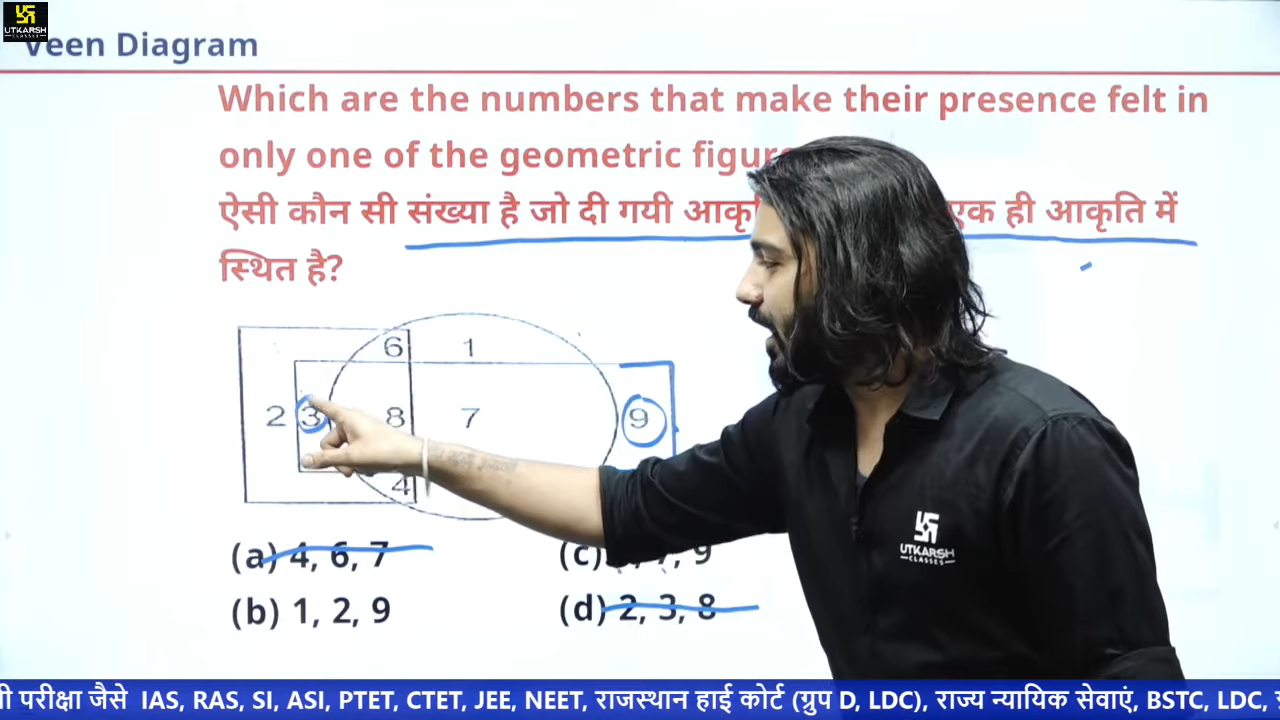 UTKARSH
CLASSES
Veen Diagram
Which are the numbers that make their presence felt in
only one of the geometric
ऐसी कौन सी संख्या है जो दी गयी एक ही आकृति में
स्थित है?
6 1
2 3 8 7 9
4
(a) 4, 6, 7
(c) 9
(b) 1, 2, 9
(d) 2, 3, 8
UTKARSH
CLASSES
परीक्षा जैसे IAS, RAS, SI, ASI, PTET, CTET, JEE, NEET, राजस्थान हाई कोर्ट (ग्रुप D, LDC), राज्य न्यायिक सेवाएं, BSTC, LDC,